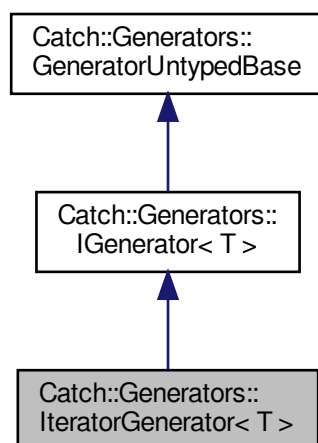 Catch::Generators::
GeneratorUntypedBase
Catch::Generators::
IGenerator< T >
Catch::Generators::
IteratorGenerator< T >